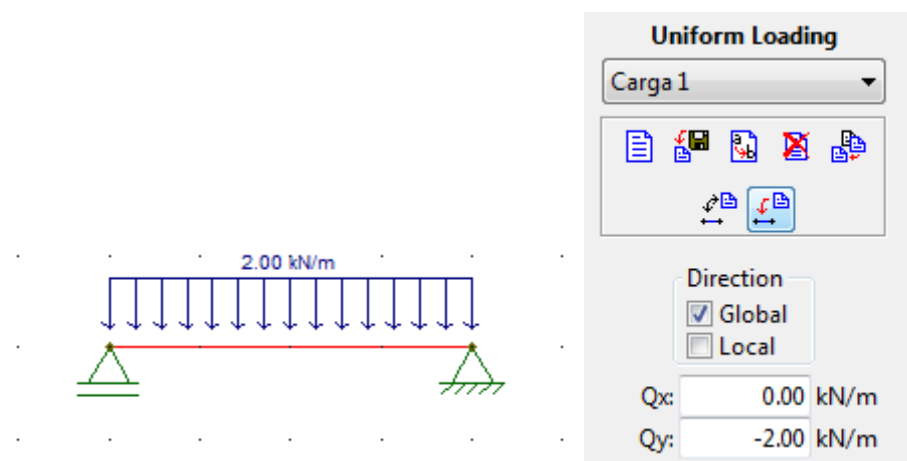 Uniform Loading
Carga 1
2.00 kN/m
Direction
Global
Local
Qx: 0.00 kN/m
Qy: -2.00 kN/m